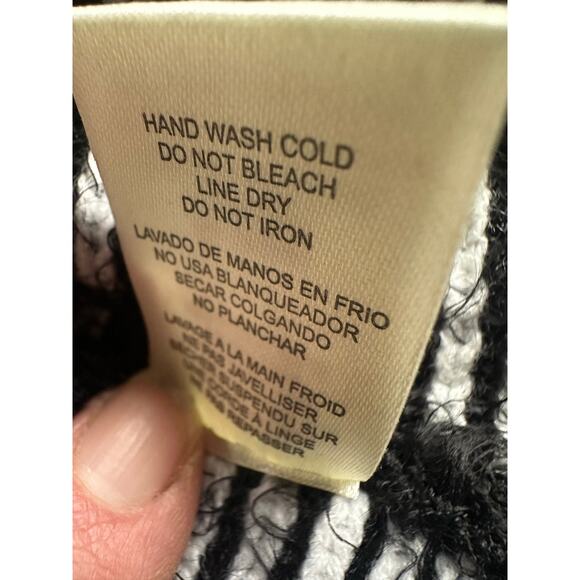 HAND WASH COLD
DO NOT BLEACH
LINE DRY
DO NOT IRON
LAVADO DE MANOS EN FRIO
NO USA BLANQUEADOR
SECAR COLGANDO
NO PLANCHAR
LAVAGE A LA MAIN FROID
NE PAS JAVELLISER
SUSPENDU SUR
CORDE À LINGE
REPASSER